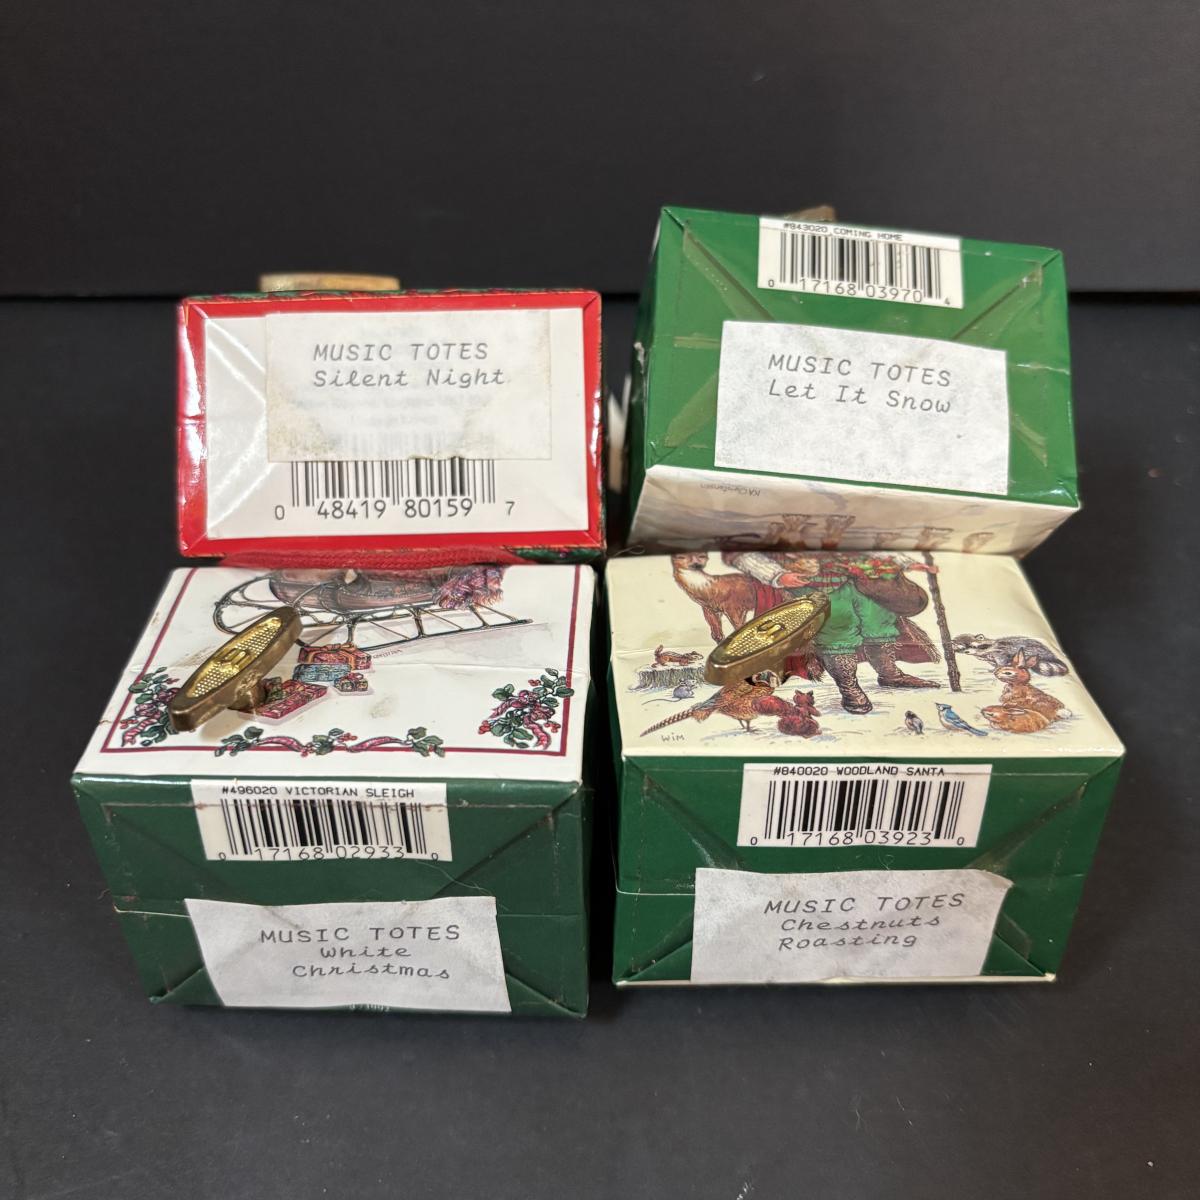 MUSIC TOTES
Silent Night
0 48419 80159 7
#843020 COMING HOME
0 17168 03970 4
MUSIC TOTES
Let It Snow
#496020 VICTORIAN SLEIGH
0 17168 02933 0
MUSIC TOTES
White
Christmas
WiM
#840020 WOODLAND SANTA
0 17168 03923 0
MUSIC TOTES
Chestnuts
Roasting